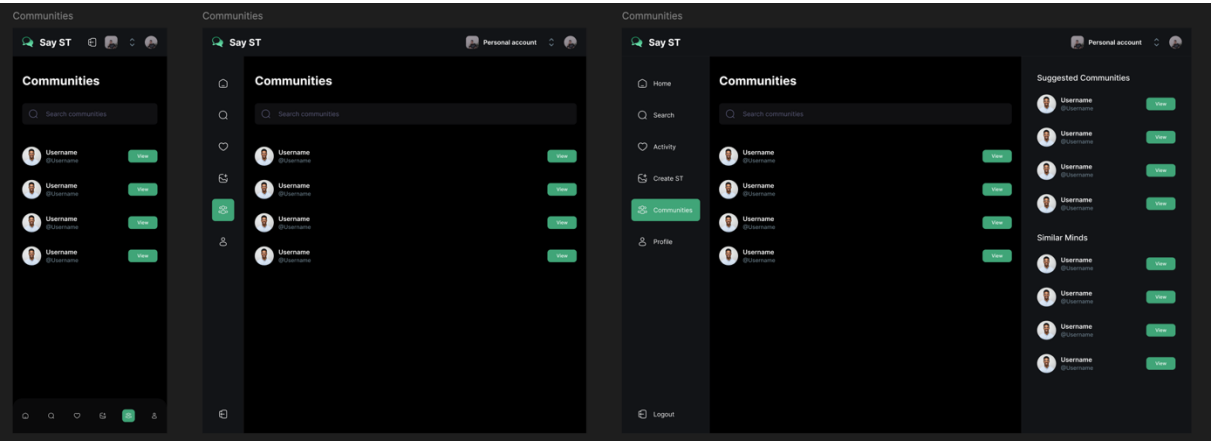 Communities
Say ST
Communities
Search communities
Username
@Username
View
Username
@Username
View
Username
@Username
View
Username
@Username
View
Communities
Say ST
Personal account
Communities
Search communities
Username
@Username
View
Username
@Username
View
Username
@Username
View
Username
@Username
View
Communities
Say ST
Personal account
Home
Search
Activity
Create ST
Communities
Profile
Logout
Communities
Search communities
Username
@Username
View
Username
@Username
View
Username
@Username
View
Username
@Username
View
Suggested Communities
Username
@Username
View
Username
@Username
View
Username
@Username
View
Username
@Username
View
Similar Minds
Username
@Username
View
Username
@Username
View
Username
@Username
View
Username
@Username
View